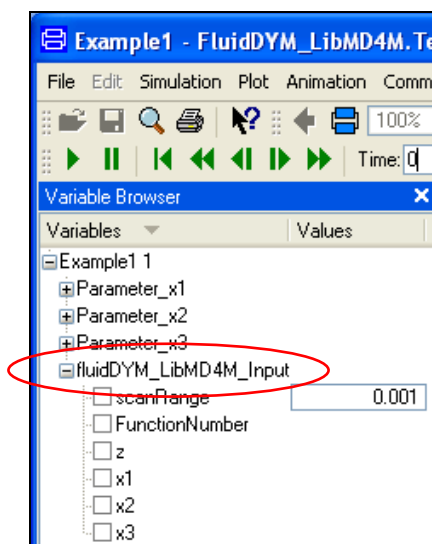 Example1 - FluidDYM_LibMD4M.Te
File Edit Simulation Plot Animation Comm
100%
Time: 0
Variable Browser
Variables Values
Example1 1
Parameter_x1
Parameter_x2
Parameter_x3
fluidDYM_LibMD4M_Input
scanRange 0.001
FunctionNumber
z
x1
x2
x3